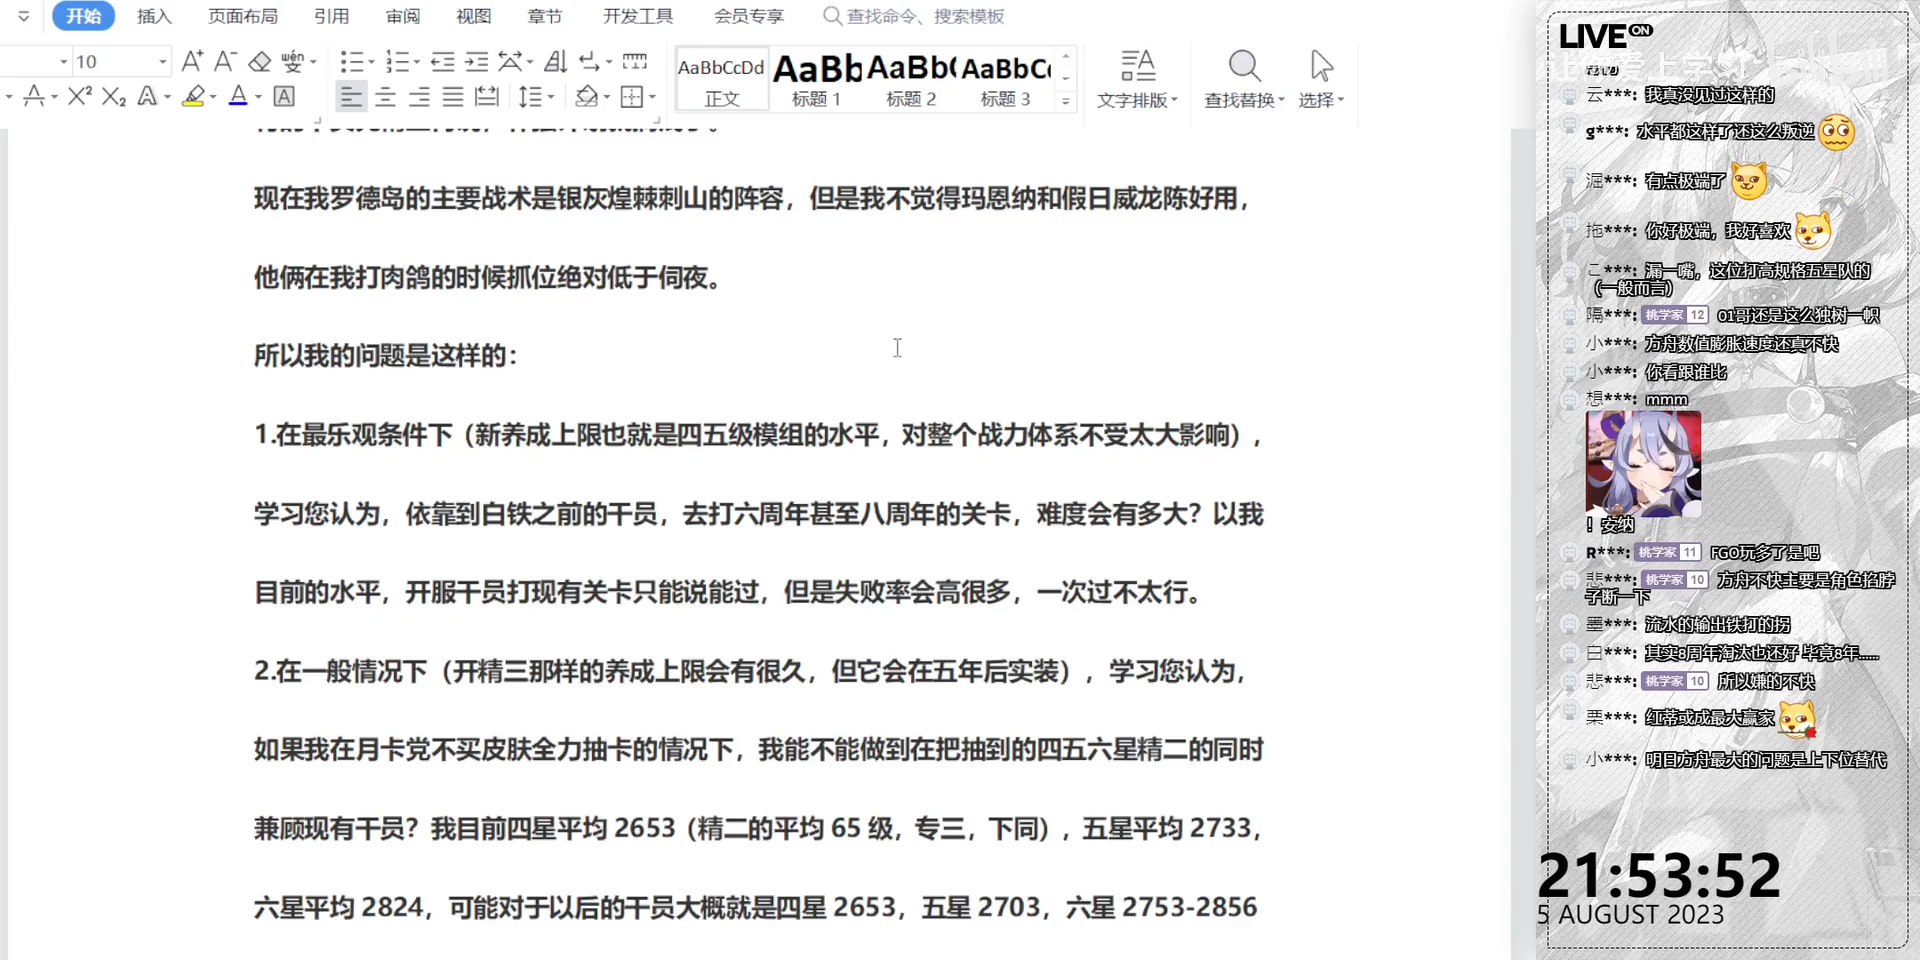 开始 插入 页面布局 引用 审阅 视图 章节 开发工具 会员专享 查找命令、搜索模板
10
AaBbCcDd AaBb AaBb( AaBbC
正文 标题 1 标题 2 标题 3 文字排版 查找替换 选择
现在我罗德岛的主要战术是银灰煌棘刺山的阵容，但是我不觉得玛恩纳和假日威龙陈好用，
他俩在我打肉鸽的时候抓位绝对低于伺夜。
所以我的问题是这样的：
1.在最乐观条件下（新养成上限也就是四五级模组的水平，对整个战力体系不受太大影响），
学习您认为，依靠到白铁之前的干员，去打六周年甚至八周年的关卡，难度会有多大？以我
目前的水平，开服干员打现有关卡只能说能过，但是失败率会高很多，一次过不太行。
2.在一般情况下（开精三那样的养成上限会有很久，但它会在五年后实装），学习您认为，
如果我在月卡党不买皮肤全力抽卡的情况下，我能不能做到在把抽到的四五六星精二的同时
兼顾现有干员？我目前四星平均 2653（精二的平均 65 级，专三，下同），五星平均 2733，
六星平均 2824，可能对于以后的干员大概就是四星 2653，五星 2703，六星 2753-2856
LIVE ON
云***: 我真没见过这样的
g***: 水平都这样了还这么叛逆
涺***: 有点极端了
拖***: 你好极端，我好喜欢
こ***: 漏一嘴，这位打高规格五星队的
（一般而言）
隔***: 桃学家 12 01哥还是这么独树一帜
小***: 方舟数值膨胀速度还真不快
小***: 你看跟谁比
想***: mmm
！安纳
R***: 桃学家 11 FGO玩多了是吧
悲***: 桃学家 10 方舟不快主要是角色掐脖
子断一下
墨***: 流水的输出铁打的拐
白***: 其实8周年淘汰也还好 毕竟8年......
悲***: 桃学家 10 所以嫌的不快
栗***: 红蒂或成最大赢家
小***: 明日方舟最大的问题是上下位替代
21:53:52
5 AUGUST 2023